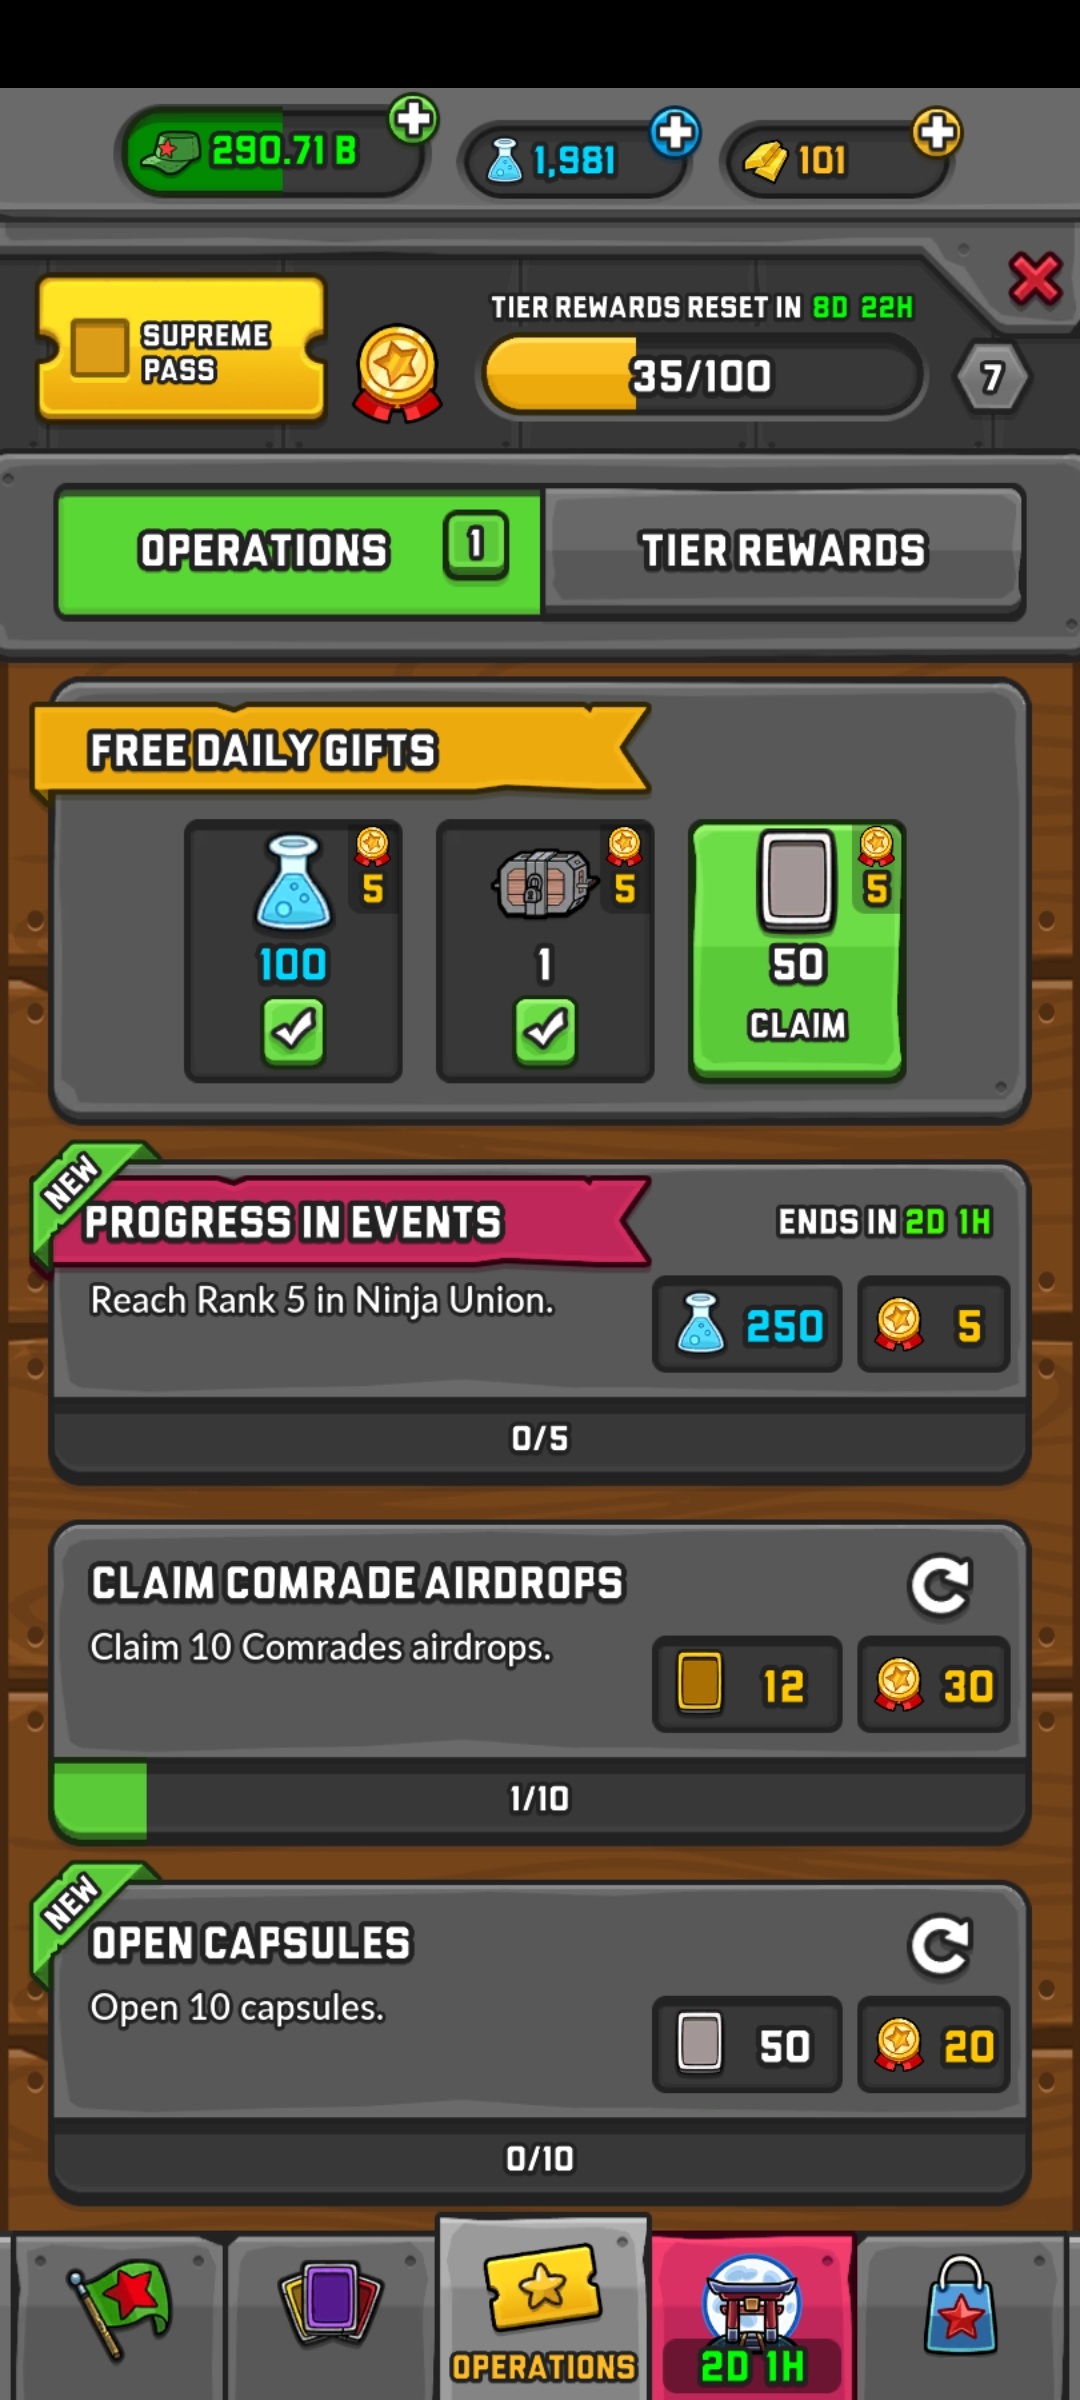 290.71 B
1,981
101
SUPREME
PASS
TIER REWARDS RESET IN 8D 22H
35/100
7
OPERATIONS 1
TIER REWARDS
FREE DAILY GIFTS
5
5
5
100
1
50
CLAIM
NEW
PROGRESS IN EVENTS
ENDS IN 2D 1H
Reach Rank 5 in Ninja Union.
250
5
0/5
CLAIM COMRADE AIRDROPS
Claim 10 Comrades airdrops.
12
30
1/10
NEW
OPEN CAPSULES
Open 10 capsules.
50
20
0/10
OPERATIONS
2D 1H